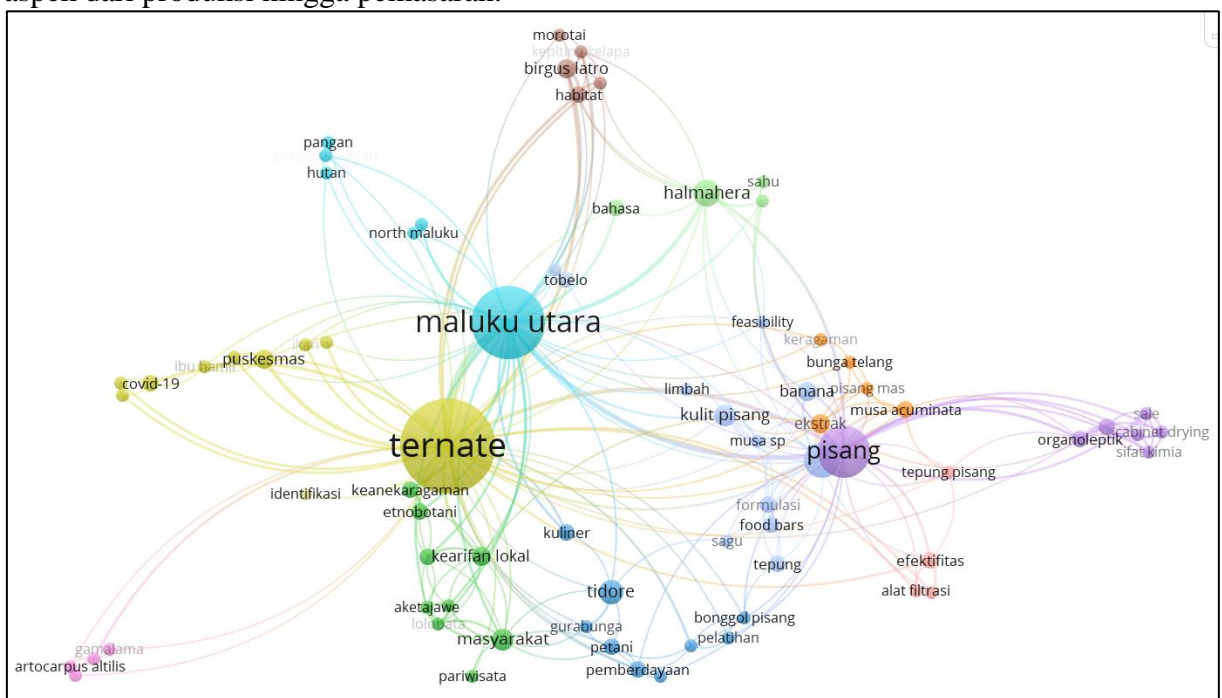 aspek dari produksi hingga pemasaran.
morotai
kepiting kelapa
birgus latro
habitat
pangan
hutan
sahu
halmahera
bahasa
north maluku
tobelo
maluku utara
feasibility
keragaman
ibu hamil
puskesmas
covid-19
bunga telang
limbah
banana
pisang mas
kulit pisang
musa acuminata
ekstrak
musa sp
sale
cabinet drying
organoleptik
sifat kimia
ternate
pisang
tepung pisang
identifikasi
keanekaragaman
etnobotani
formulasi
food bars
kuliner
sagu
kearifan lokal
tepung
efektifitas
alat filtrasi
tidore
aketajawe
lolobata
bonggol pisang
gurabunga
pelatihan
masyarakat
petani
gamalama
artocarpus altilis
pemberdayaan
pariwisata